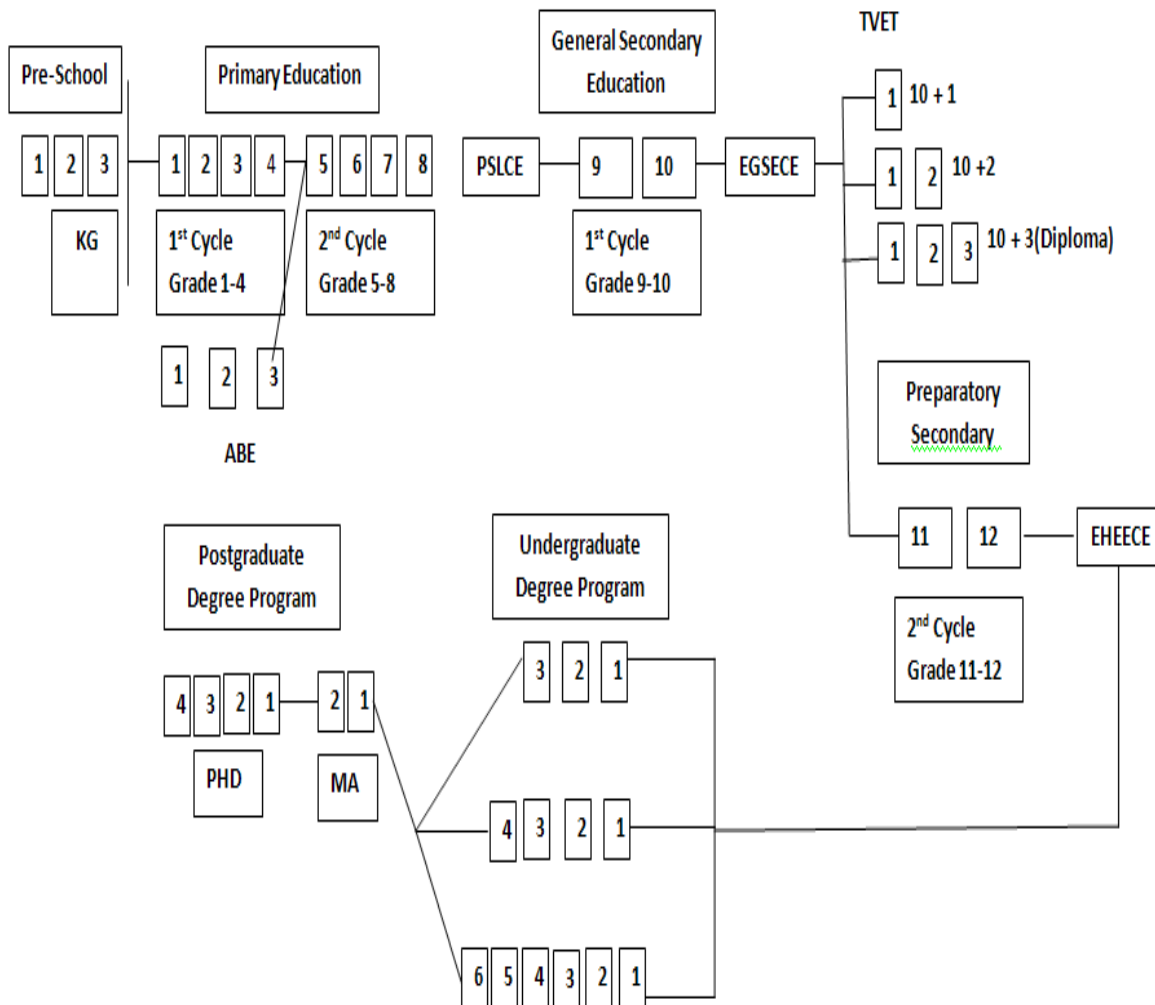 TVET
General Secondary
Education
Pre-School
Primary Education
1 10 + 1
1 2 3
1 2 3 4
5 6 7 8
PSLCE
9 10
EGSECE
1 2 10 +2
KG
1st Cycle
Grade 1-4
2nd Cycle
Grade 5-8
1st Cycle
Grade 9-10
1 2 3 10 + 3(Diploma)
1 2 3
ABE
Preparatory
Secondary
11 12
EHEECE
2nd Cycle
Grade 11-12
Postgraduate
Degree Program
Undergraduate
Degree Program
3 2 1
4 3 2 1
2 1
PHD
MA
4 3 2 1
6 5 4 3 2 1